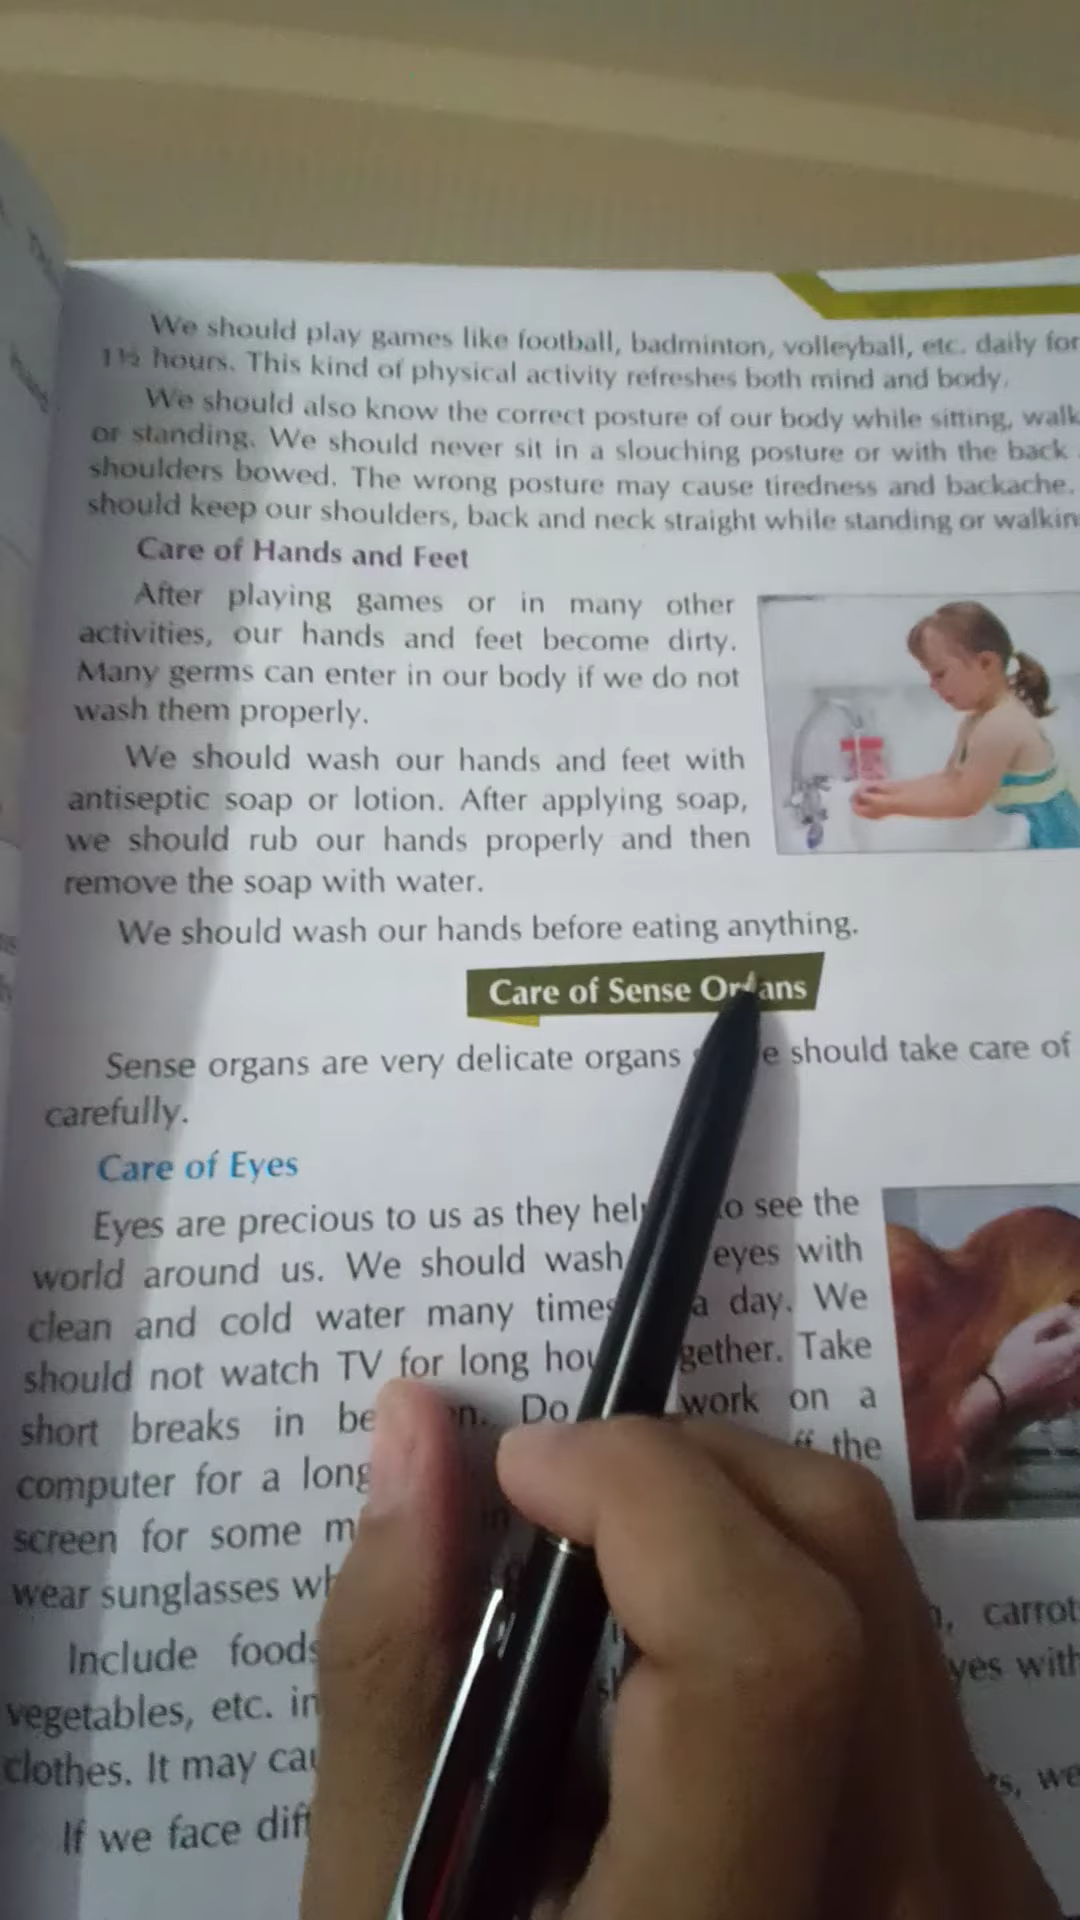 We should play games like football, badminton, volleyball, etc. daily for
1½ hours. This kind of physical activity refreshes both mind and body.
We should also know the correct posture of our body while sitting, walk
or standing. We should never sit in a slouching posture or with the back
shoulders bowed. The wrong posture may cause tiredness and backache.
should keep our shoulders, back and neck straight while standing or walkin
Care of Hands and Feet
After playing games or in many other
activities, our hands and feet become dirty.
Many germs can enter in our body if we do not
wash them properly.
We should wash our hands and feet with
antiseptic soap or lotion. After applying soap,
we should rub our hands properly and then
remove the soap with water.
We should wash our hands before eating anything.
Care of Sense Organs
Sense organs are very delicate organs should take care of
carefully.
Care of Eyes
Eyes are precious to us as they help to see the
world around us. We should wash eyes with
clean and cold water many times a day. We
should not watch TV for long hou gether. Take
short breaks in be n. Do work on a
computer for a long the
screen for some m
wear sunglasses wh
Include foods , carrot
vegetables, etc. in yes with
clothes. It may cau
If we face diff ts, we